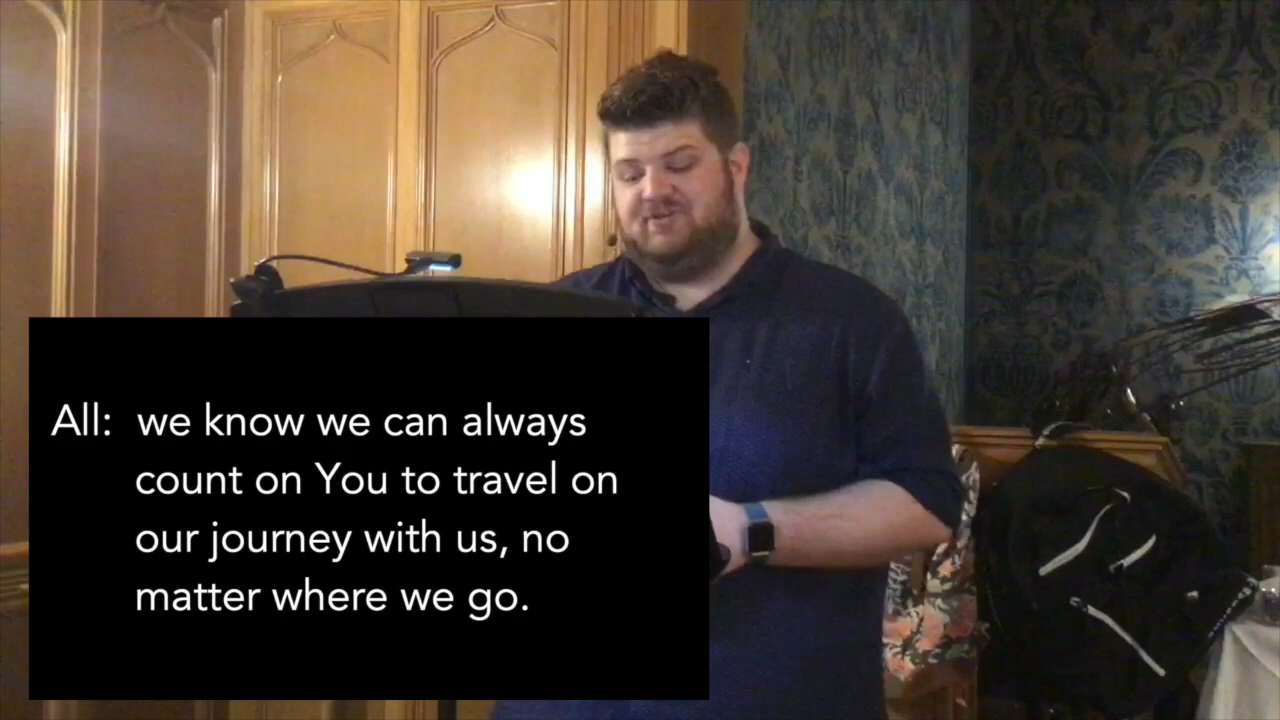 All: we know we can always
count on You to travel on
our journey with us, no
matter where we go.